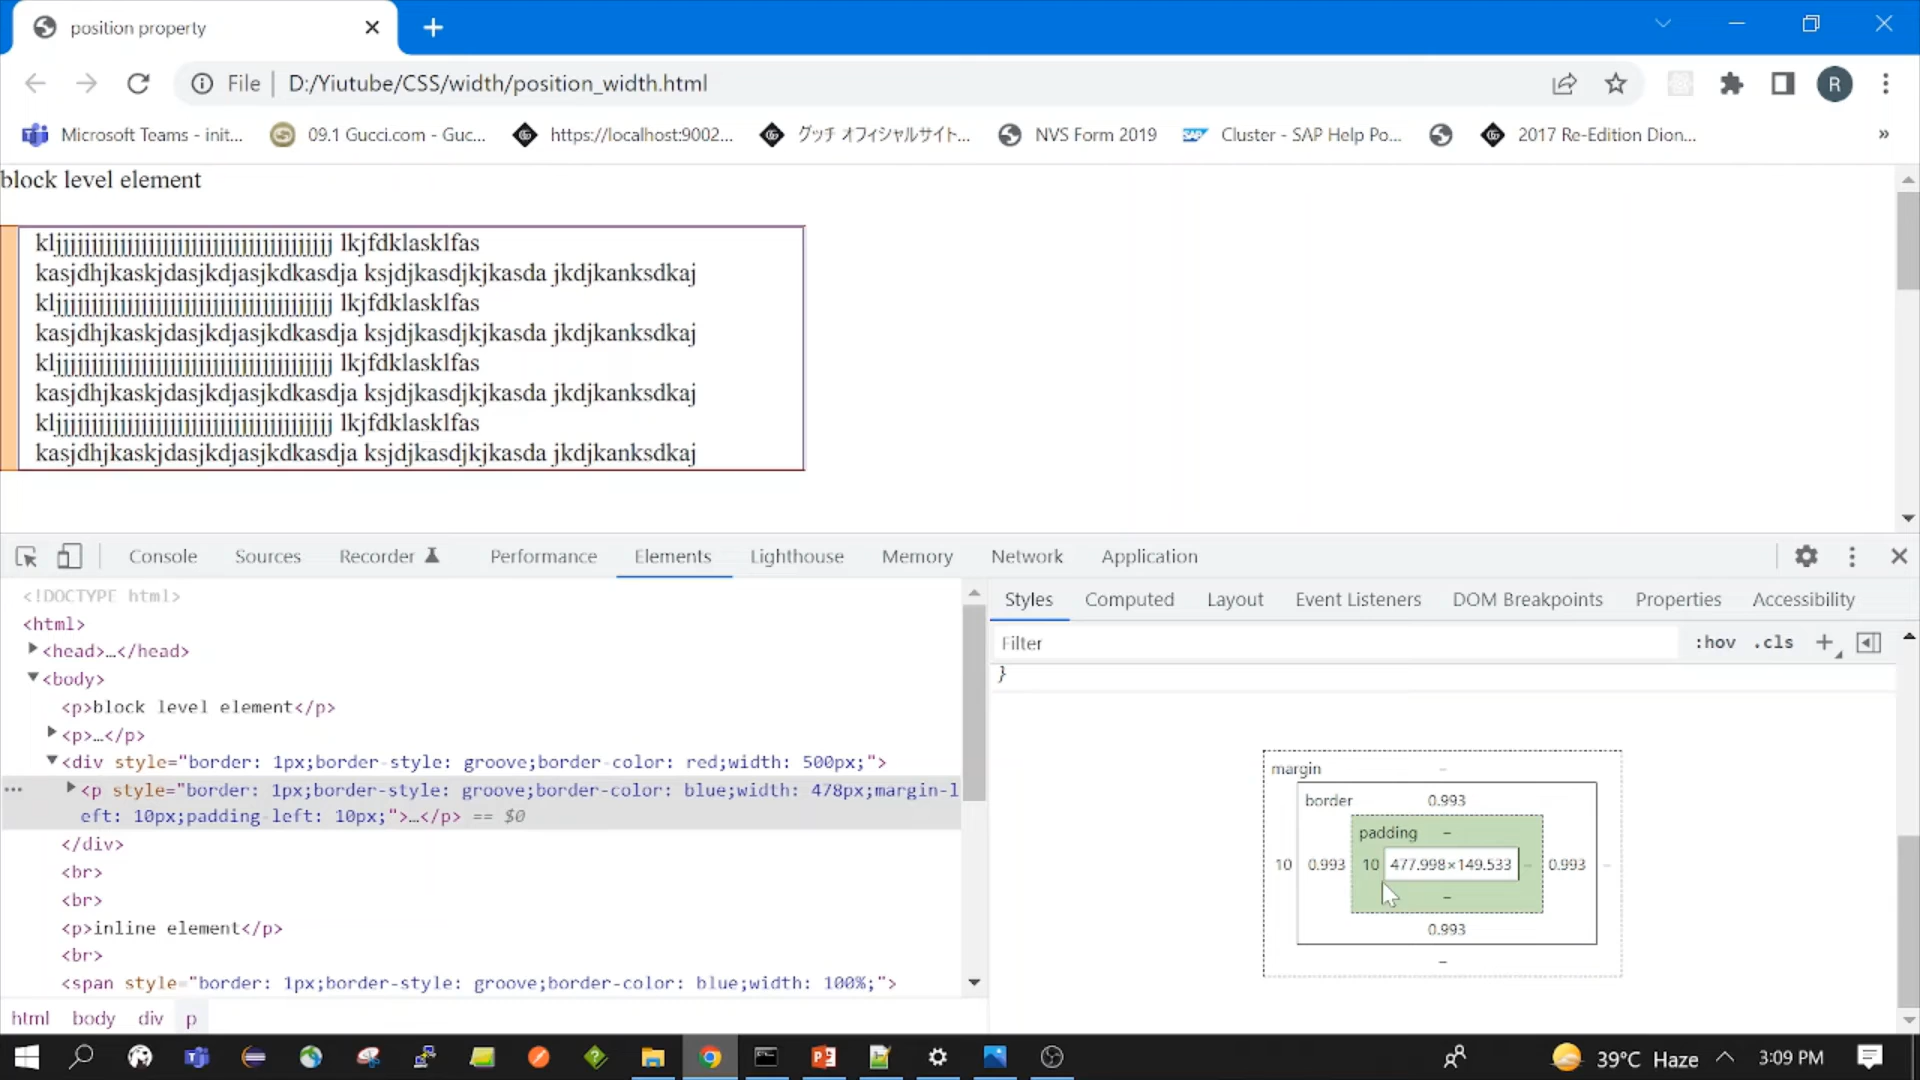 position property
File
D:/Yiutube/CSS/width/position_width.html
R
Microsoft Teams - init...
09.1 Gucci.com - Guc...
https://localhost:9002...
グッチ オフィシャルサイト...
NVS Form 2019
Cluster - SAP Help Po...
2017 Re-Edition Dion...
»
block level element
kljjjjjjjjjjjjjjjjjjjjjjjjjjjjjjjjjjjjjjj lkjfdklasklfas
kasjdhjkaskjdasjkdjasjkdkasdja ksjdjkasdjkjkasda jkdjkanksdkaj
kljjjjjjjjjjjjjjjjjjjjjjjjjjjjjjjjjjjjjjj lkjfdklasklfas
kasjdhjkaskjdasjkdjasjkdkasdja ksjdjkasdjkjkasda jkdjkanksdkaj
kljjjjjjjjjjjjjjjjjjjjjjjjjjjjjjjjjjjjjjj lkjfdklasklfas
kasjdhjkaskjdasjkdjasjkdkasdja ksjdjkasdjkjkasda jkdjkanksdkaj
kljjjjjjjjjjjjjjjjjjjjjjjjjjjjjjjjjjjjjjj lkjfdklasklfas
kasjdhjkaskjdasjkdjasjkdkasdja ksjdjkasdjkjkasda jkdjkanksdkaj
Console Sources Recorder Performance Elements Lighthouse Memory Network Application
<!DOCTYPE html>
<html>
<head>…</head>
<body>
<p>block level element</p>
<p>…</p>
<div style="border: 1px;border-style: groove;border-color: red;width: 500px;">
<p style="border: 1px;border-style: groove;border-color: blue;width: 478px;margin-l
eft: 10px;padding-left: 10px;">…</p> == $0
</div>
<br>
<br>
<p>inline element</p>
<br>
<span style="border: 1px;border-style: groove;border-color: blue;width: 100%;">
html body div p
Styles Computed Layout Event Listeners DOM Breakpoints Properties Accessibility
Filter
:hov .cls +
}
margin –
border 0.993
padding –
10 0.993 10 477.998×149.533 – 0.993 –
–
0.993
–
39°C Haze
3:09 PM